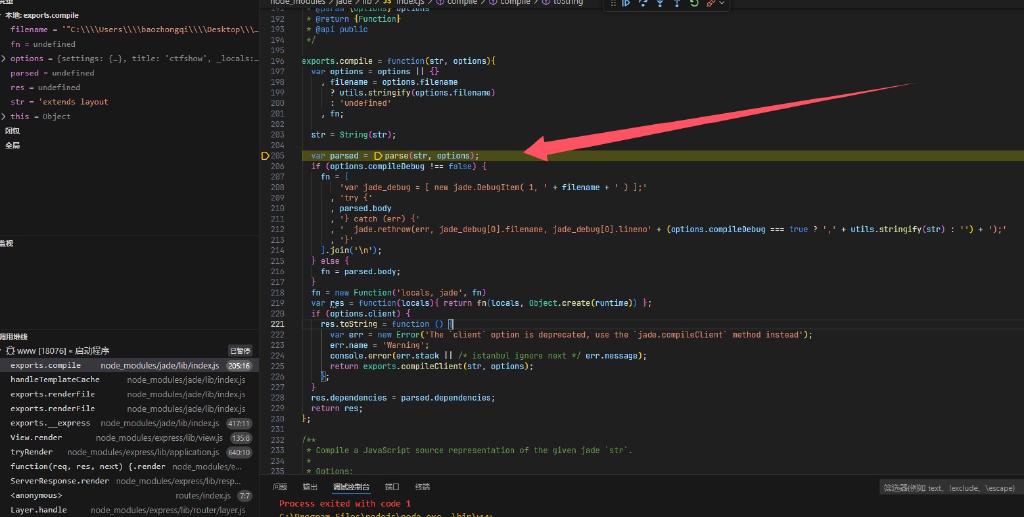 本地: exports.compile
filename = '"C:\\\\Users\\\\baozhongqi\\\\Desktop\\\…
fn = undefined
options = {settings: {…}, title: 'ctfshow', _locals:…
parsed = undefined
res = undefined
str = 'extends layout
this = Object
闭包
全局
监视
调用堆栈
www [18076] = 启动程序 已暂停
exports.compile node_modules/jade/lib/index.js 205:16
handleTemplateCache node_modules/jade/lib/index.js
exports.renderFile node_modules/jade/lib/index.js
exports.renderFile node_modules/jade/lib/index.js
exports.__express node_modules/jade/lib/index.js 417:11
View.render node_modules/express/lib/view.js 135:8
tryRender node_modules/express/lib/application.js 640:10
function(req, res, next) {.render node_modules/e…
ServerResponse.render node_modules/express/lib/resp…
<anonymous> routes/index.js 7:7
Layer.handle node_modules/express/lib/router/layer.js
node_modules > jade > lib > JS index.js > compile > compile > toString
191 * @param {Options} options
192 * @return {Function}
193 * @api public
194 */
195
196 exports.compile = function(str, options){
197 var options = options || {}
198 , filename = options.filename
199 ? utils.stringify(options.filename)
200 : 'undefined'
201 , fn;
202
203 str = String(str);
204
205 var parsed = parse(str, options);
206 if (options.compileDebug !== false) {
207 fn = [
208 'var jade_debug = [ new jade.DebugItem( 1, ' + filename + ' ) ];'
209 , 'try {'
210 , parsed.body
211 , '} catch (err) {'
212 , ' jade.rethrow(err, jade_debug[0].filename, jade_debug[0].lineno' + (options.compileDebug === true ? ',' + utils.stringify(str) : '') + ');'
213 , '}'
214 ].join('\n');
215 } else {
216 fn = parsed.body;
217 }
218 fn = new Function('locals, jade', fn)
219 var res = function(locals){ return fn(locals, Object.create(runtime)) };
220 if (options.client) {
221 res.toString = function () {
222 var err = new Error('The `client` option is deprecated, use the `jade.compileClient` method instead');
223 err.name = 'Warning';
224 console.error(err.stack || /* istanbul ignore next */ err.message);
225 return exports.compileClient(str, options);
226 };
227 }
228 res.dependencies = parsed.dependencies;
229 return res;
230 };
231
232 /**
233 * Compile a JavaScript source representation of the given jade `str`.
234 *
235 * Options:
问题 输出 调试控制台 端口 终端
筛选器(例如 text、!exclude、\escape)
Process exited with code 1
C:\Program Files\nodejs\node.exe .\bin\www